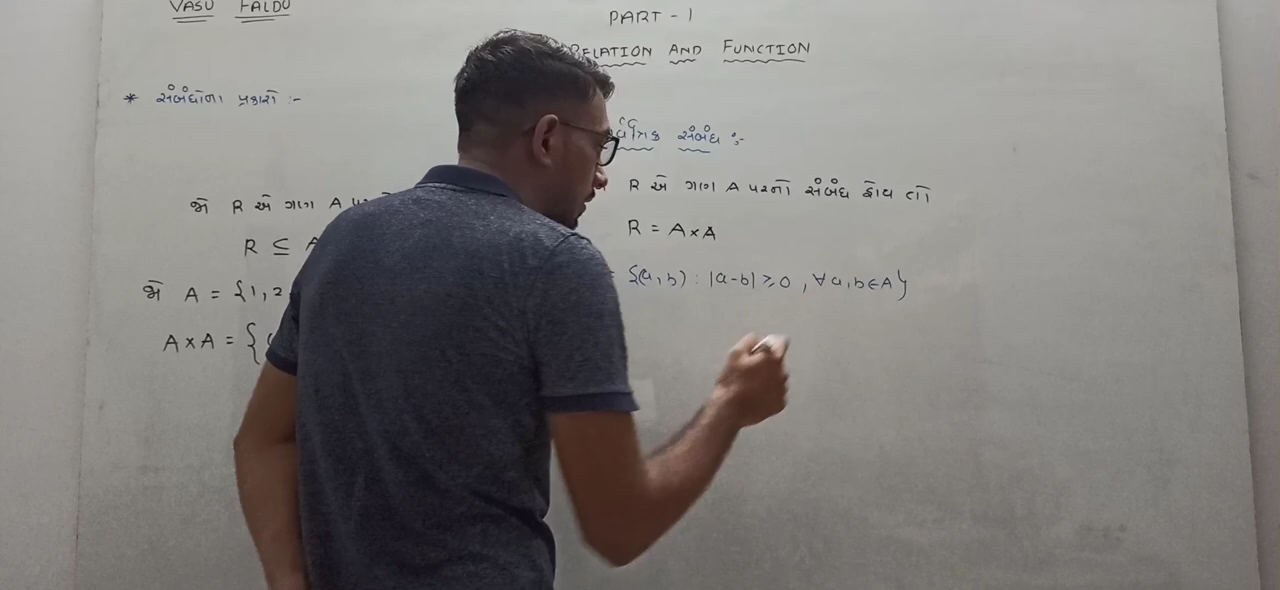 VASU FALDU
PART - 1
RELATION AND FUNCTION
* સંબંધોના પ્રકારો :-
સંબંધ :-
જો R એ ગણ A
R ⊆ A
જો A = {1, 2
A × A = {(
R એ ગણ A પરનો સંબંધ હોય તો
R = A × A
= {(a, b) : |a-b| ≥ 0 , ∀ a, b ∈ A}